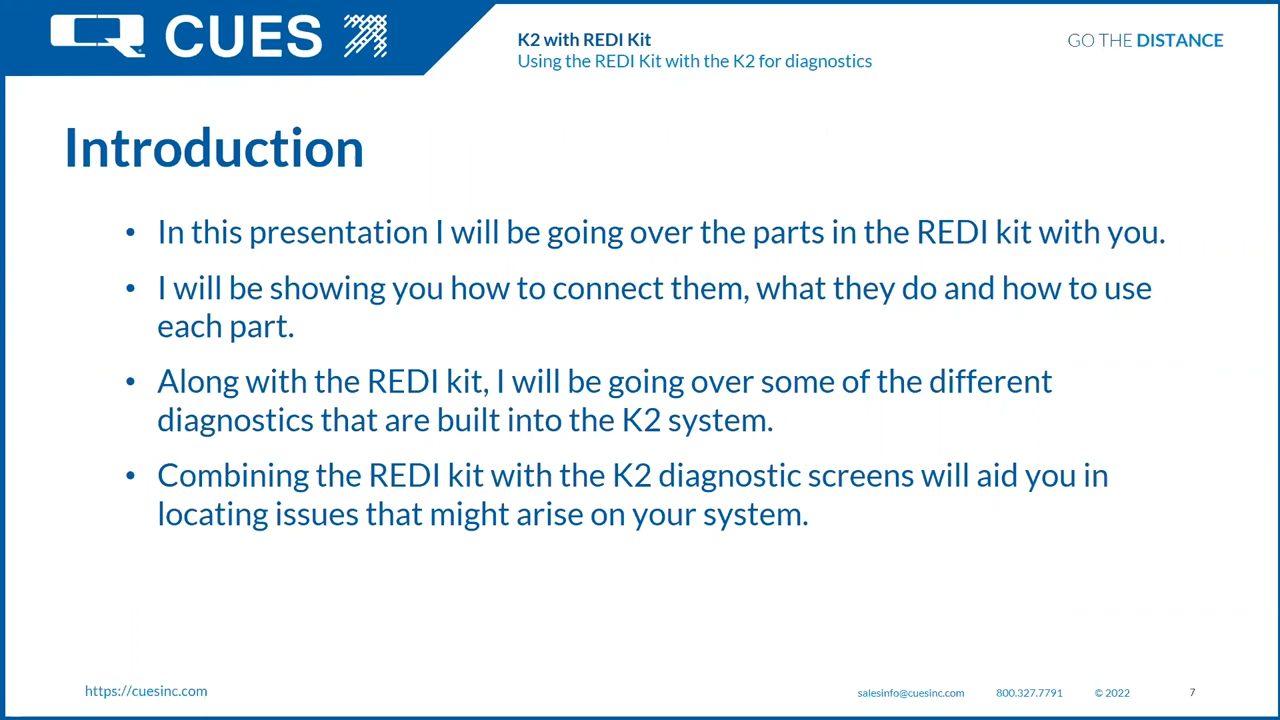 CUES
K2 with REDI Kit
Using the REDI Kit with the K2 for diagnostics
GO THE DISTANCE
Introduction
• In this presentation I will be going over the parts in the REDI kit with you.
• I will be showing you how to connect them, what they do and how to use
each part.
• Along with the REDI kit, I will be going over some of the different
diagnostics that are built into the K2 system.
• Combining the REDI kit with the K2 diagnostic screens will aid you in
locating issues that might arise on your system.
https://cuesinc.com
salesinfo@cuesinc.com
800.327.7791
© 2022
7